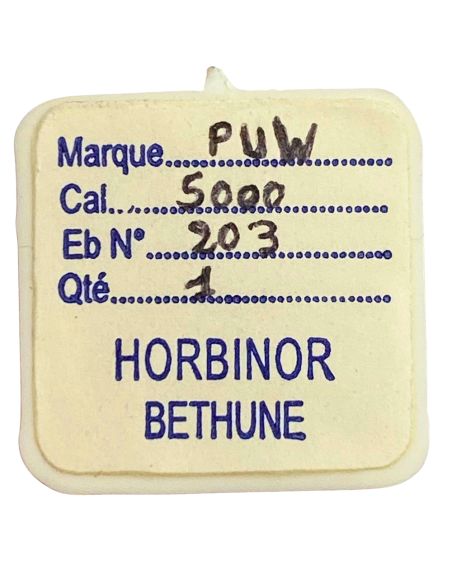 Marque PUW
Cal. 5000
Eb N° 203
Qté 1
HORBINOR
BETHUNE